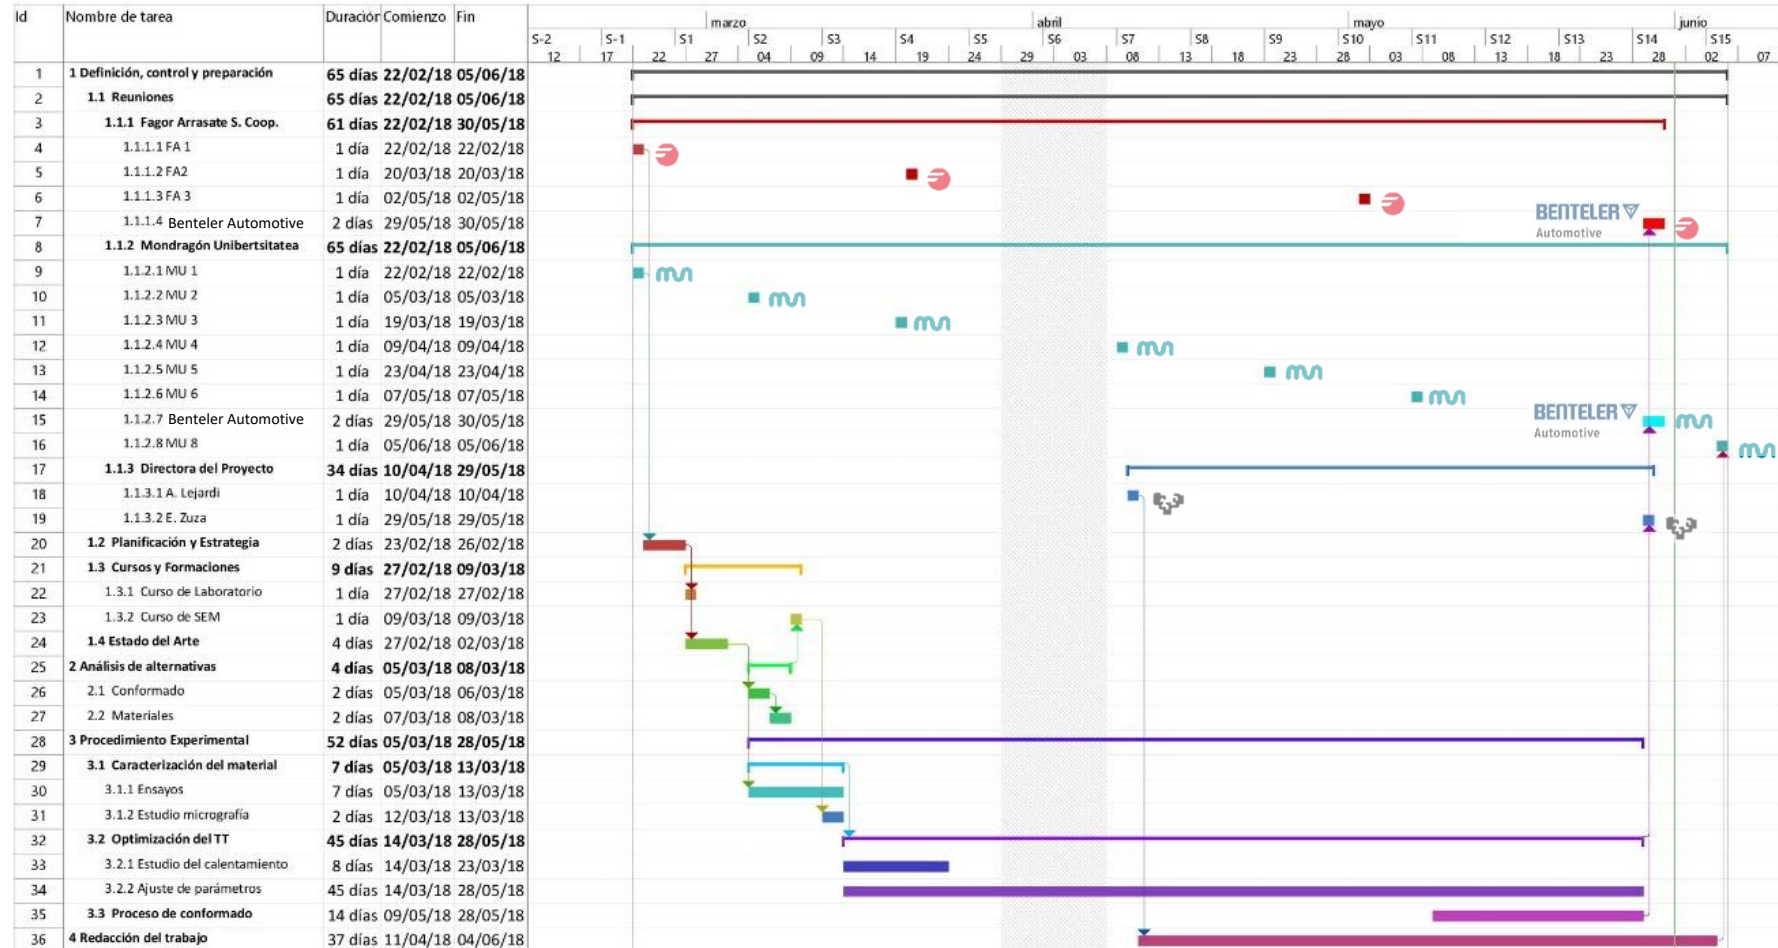 Id Nombre de tarea Duración Comienzo Fin
marzo abril mayo junio
S-2 S-1 S1 S2 S3 S4 S5 S6 S7 S8 S9 S10 S11 S12 S13 S14 S15
12 17 22 27 04 09 14 19 24 29 03 08 13 18 23 28 03 08 13 18 23 28 02 07
1 1 Definición, control y preparación 65 días 22/02/18 05/06/18
2 1.1 Reuniones 65 días 22/02/18 05/06/18
3 1.1.1 Fagor Arrasate S. Coop. 61 días 22/02/18 30/05/18
4 1.1.1.1 FA 1 1 día 22/02/18 22/02/18
5 1.1.1.2 FA2 1 día 20/03/18 20/03/18
6 1.1.1.3 FA 3 1 día 02/05/18 02/05/18
7 1.1.1.4 Benteler Automotive 2 días 29/05/18 30/05/18 BENTELER
Automotive
8 1.1.2 Mondragón Unibertsitatea 65 días 22/02/18 05/06/18
9 1.1.2.1 MU 1 1 día 22/02/18 22/02/18
10 1.1.2.2 MU 2 1 día 05/03/18 05/03/18
11 1.1.2.3 MU 3 1 día 19/03/18 19/03/18
12 1.1.2.4 MU 4 1 día 09/04/18 09/04/18
13 1.1.2.5 MU 5 1 día 23/04/18 23/04/18
14 1.1.2.6 MU 6 1 día 07/05/18 07/05/18
15 1.1.2.7 Benteler Automotive 2 días 29/05/18 30/05/18 BENTELER
Automotive
16 1.1.2.8 MU 8 1 día 05/06/18 05/06/18
17 1.1.3 Directora del Proyecto 34 días 10/04/18 29/05/18
18 1.1.3.1 A. Lejardi 1 día 10/04/18 10/04/18
19 1.1.3.2 E. Zuza 1 día 29/05/18 29/05/18
20 1.2 Planificación y Estrategia 2 días 23/02/18 26/02/18
21 1.3 Cursos y Formaciones 9 días 27/02/18 09/03/18
22 1.3.1 Curso de Laboratorio 1 día 27/02/18 27/02/18
23 1.3.2 Curso de SEM 1 día 09/03/18 09/03/18
24 1.4 Estado del Arte 4 días 27/02/18 02/03/18
25 2 Análisis de alternativas 4 días 05/03/18 08/03/18
26 2.1 Conformado 2 días 05/03/18 06/03/18
27 2.2 Materiales 2 días 07/03/18 08/03/18
28 3 Procedimiento Experimental 52 días 05/03/18 28/05/18
29 3.1 Caracterización del material 7 días 05/03/18 13/03/18
30 3.1.1 Ensayos 7 días 05/03/18 13/03/18
31 3.1.2 Estudio micrografía 2 días 12/03/18 13/03/18
32 3.2 Optimización del TT 45 días 14/03/18 28/05/18
33 3.2.1 Estudio del calentamiento 8 días 14/03/18 23/03/18
34 3.2.2 Ajuste de parámetros 45 días 14/03/18 28/05/18
35 3.3 Proceso de conformado 14 días 09/05/18 28/05/18
36 4 Redacción del trabajo 37 días 11/04/18 04/06/18